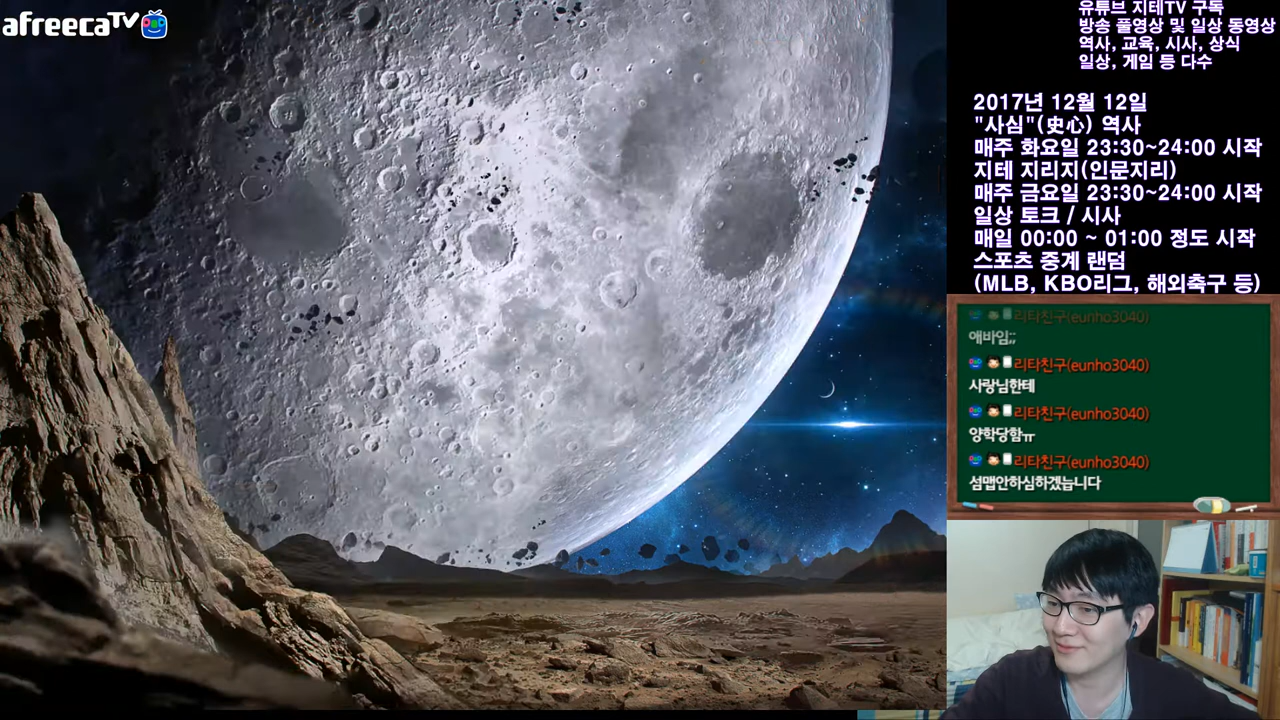 afreecaTV
유튜브 지테TV 구독
방송 풀영상 및 일상 동영상
역사, 교육, 시사, 상식
일상, 게임 등 다수
2017년 12월 12일
"사심"(史心) 역사
매주 화요일 23:30~24:00 시작
지테 지리지(인문지리)
매주 금요일 23:30~24:00 시작
일상 토크 / 시사
매일 00:00 ~ 01:00 정도 시작
스포츠 중계 랜덤
(MLB, KBO리그, 해외축구 등)
리타친구(eunho3040)
애바임;;
리타친구(eunho3040)
사랑님한테
리타친구(eunho3040)
양학당함ㅠ
리타친구(eunho3040)
섬맵안하심하겠늡니다